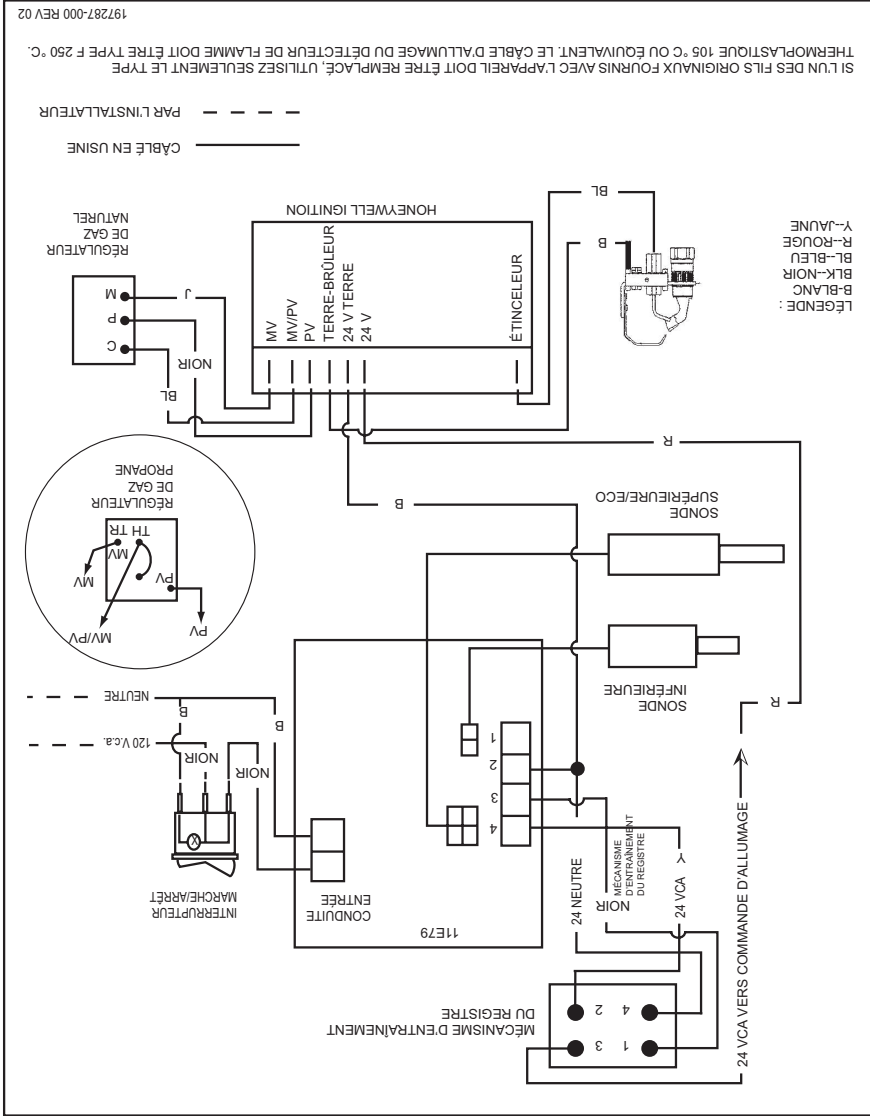 MÉCANISME D'ENTRAÎNEMENT
DU REGISTRE
1
3
4
2
24 VCA VERS COMMANDE D'ALLUMAGE
24 NEUTRE
NOIR
MÉCANISME
D'ENTRAÎNEMENT
DU REGISTRE
24 VCA
Y
11E79
CONDUITE
ENTRÉE
4
3
2
1
INTERRUPTEUR
MARCHE/ARRÊT
X
NOIR
NOIR
120 V.c.a.
B
B
NEUTRE
R
SONDE
INFÉRIEURE
SONDE
SUPÉRIEURE/ECO
PV
MV/PV
MV
PV
MV
TH TR
RÉGULATEUR
DE GAZ
PROPANE
B
R
BL
NOIR
J
C
P
M
RÉGULATEUR
DE GAZ
NATUREL
MV
MV/PV
PV
TERRE-BRÛLEUR
24 V TERRE
24 V
ÉTINCELEUR
HONEYWELL IGNITION
B
BL
LÉGENDE :
B-BLANC
BLK--NOIR
BL--BLEU
R--ROUGE
Y--JAUNE
CÂBLÉ EN USINE
PAR L'INSTALLATEUR
SI L'UN DES FILS ORIGINAUX FOURNIS AVEC L'APPAREIL DOIT ÊTRE REMPLACÉ, UTILISEZ SEULEMENT LE TYPE
THERMOPLASTIQUE 105 °C OU ÉQUIVALENT. LE CÂBLE D'ALLUMAGE DU DÉTECTEUR DE FLAMME DOIT ÊTRE TYPE F 250 °C.
197287-000 REV 02